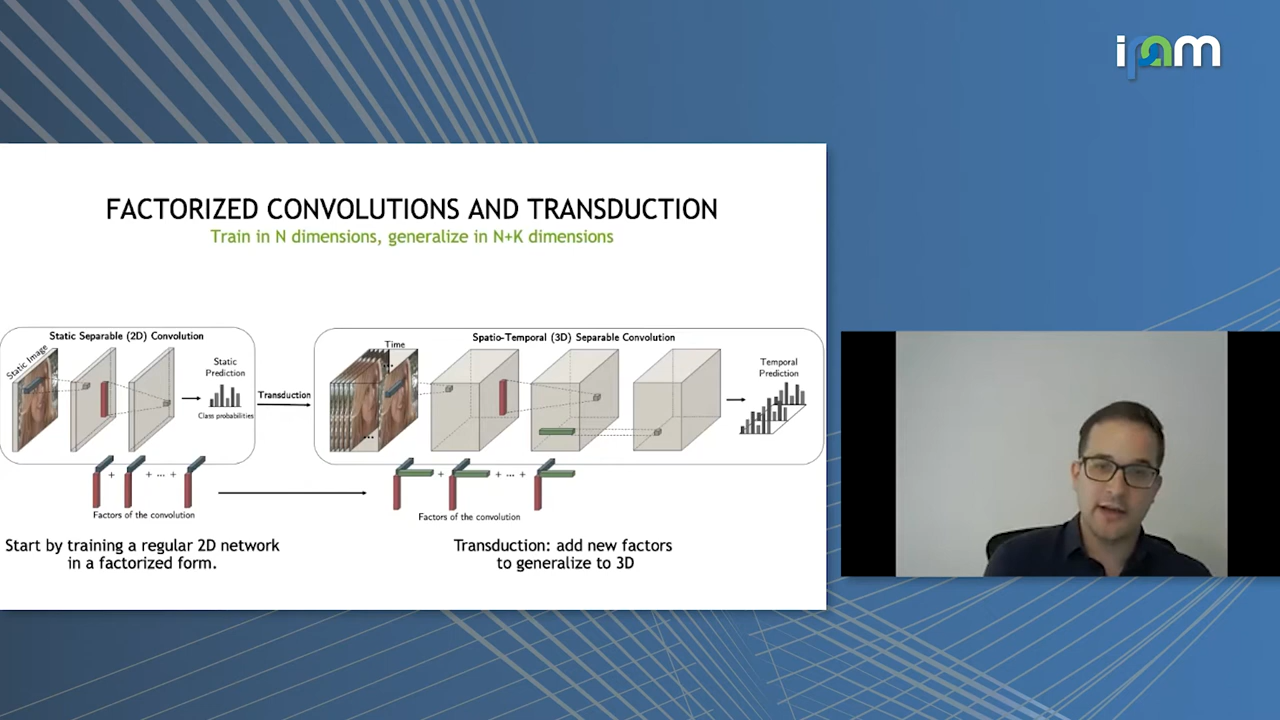 ipam
FACTORIZED CONVOLUTIONS AND TRANSDUCTION
Train in N dimensions, generalize in N+K dimensions
Static Separable (2D) Convolution
Static Image
Static
Prediction
Class probabilities
Transduction
Spatio-Temporal (3D) Separable Convolution
Time
...
...
Temporal
Prediction
+ + ... +
Factors of the convolution
+ + ... +
Factors of the convolution
Start by training a regular 2D network
in a factorized form.
Transduction: add new factors
to generalize to 3D